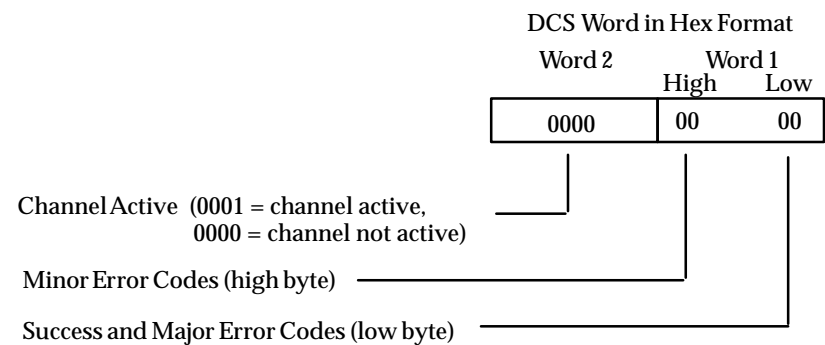 DCS Word in Hex Format
Word 2 Word 1
High Low
0000 00 00
Channel Active (0001 = channel active,
0000 = channel not active)
Minor Error Codes (high byte)
Success and Major Error Codes (low byte)